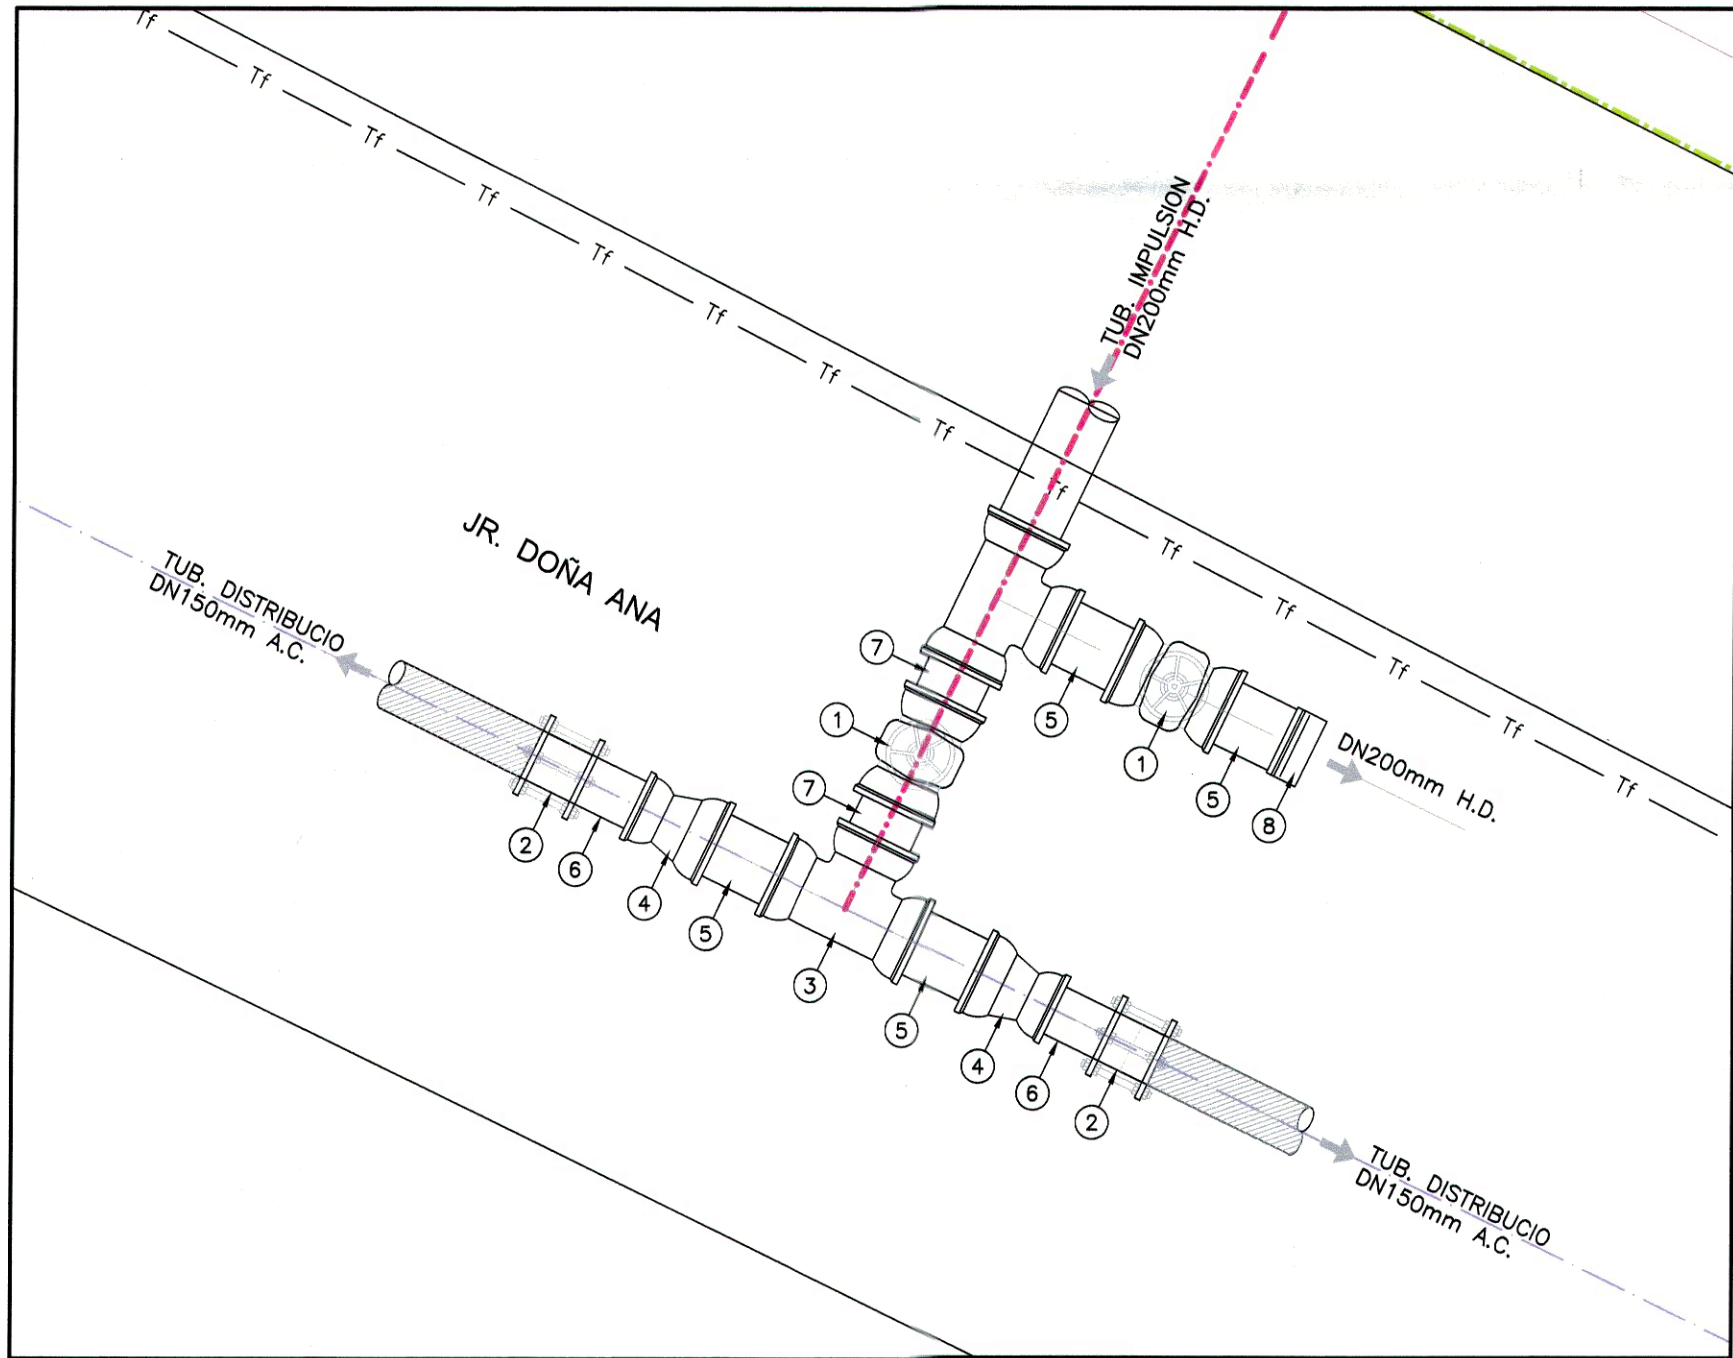 Tf
Tf
Tf
Tf
Tf
Tf
Tf
Tf
Tf
Tf
Tf
Tf
Tf
Tf
TUB. IMPULSION
DN200mm H.D.
JR. DOÑA ANA
TUB. DISTRIBUCIO
DN150mm A.C.
7
5
1
1
5
DN200mm H.D.
8
7
2
6
4
5
3
5
4
6
2
TUB. DISTRIBUCIO
DN150mm A.C.